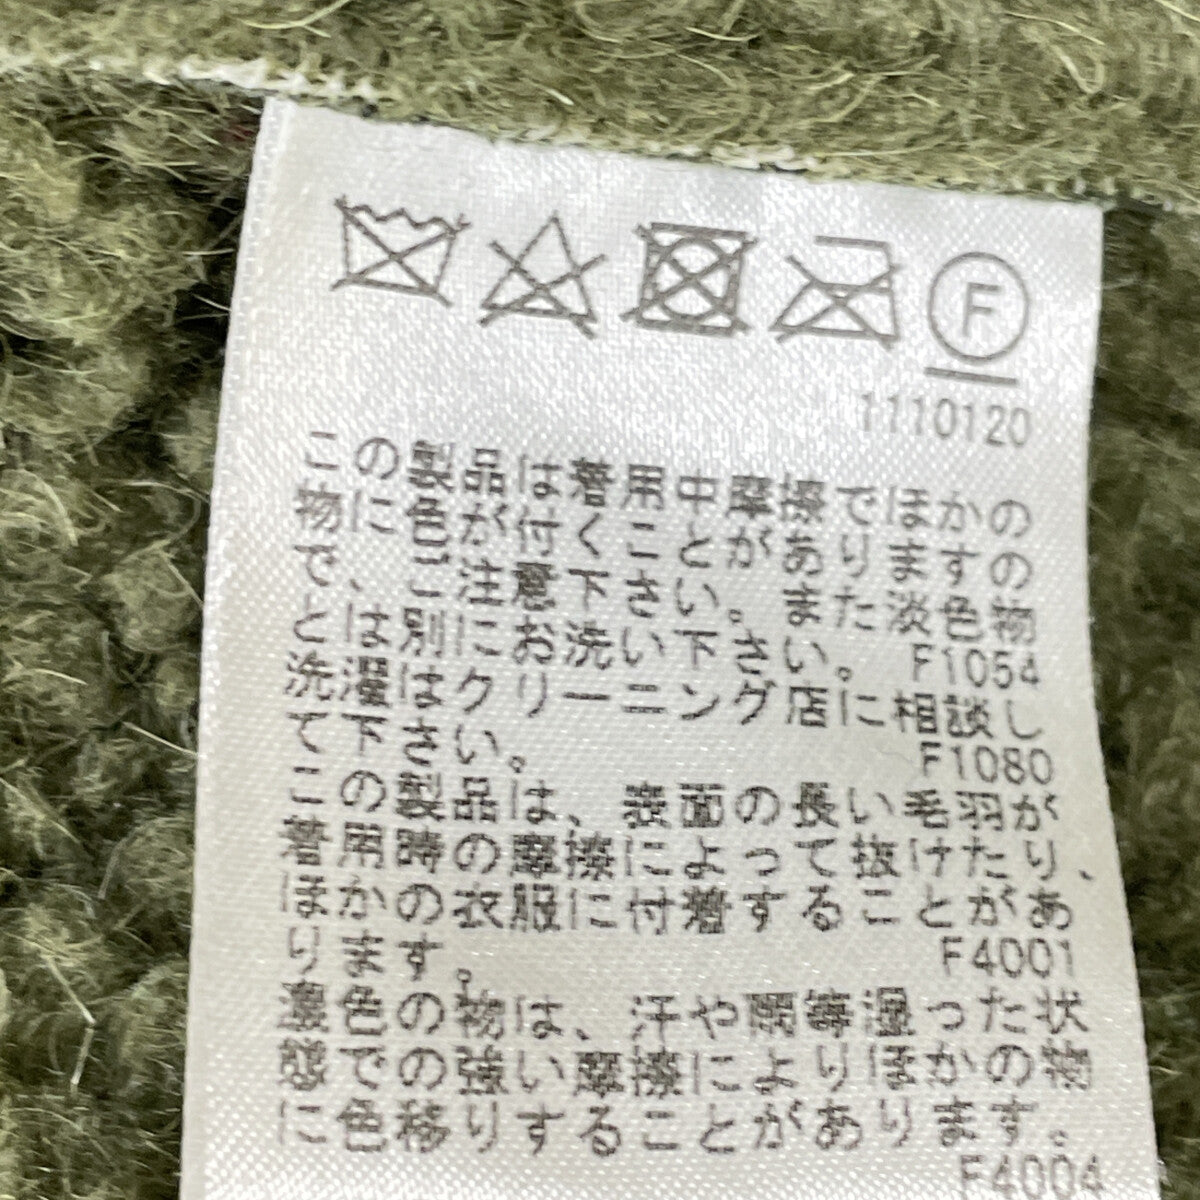 F
1110120
この製品は着用中摩擦でほかの
物に色が付くことがありますの
で、ご注意下さい。また淡色物
とは別にお洗い下さい。 F1054
洗濯はクリーニング店に相談し
て下さい。 F1080
この製品は、表面の長い毛羽が
着用時の摩擦によって抜けたり、
ほかの衣服に付着することがあ
ります。 F4001
濃色の物は、汗や雨等湿った状
態での強い摩擦によりほかの物
に色移りすることがあります。
F4004